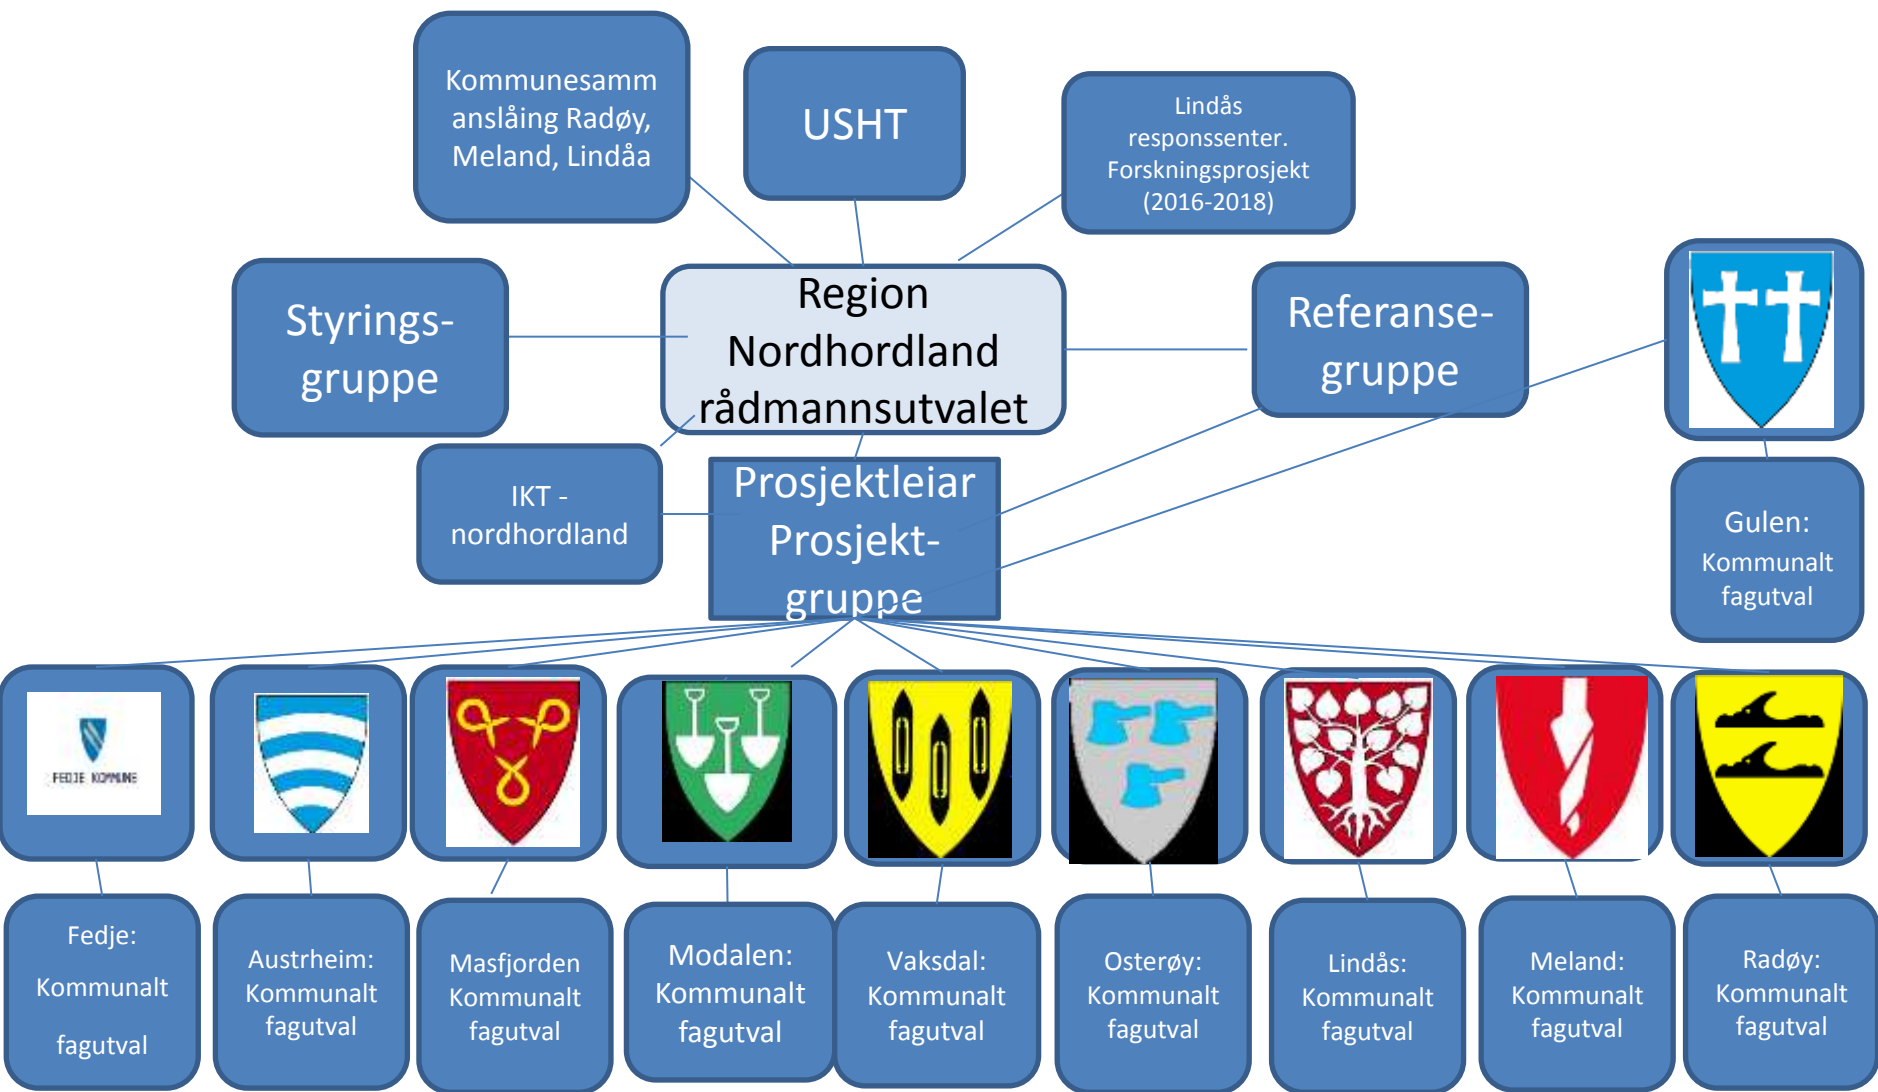 Kommunesamm
anslåing Radøy,
Meland, Lindåa
USHT
Lindås
responssenter.
Forskningsprosjekt
(2016-2018)
Styrings-
gruppe
Region
Nordhordland
rådmannsutvalet
Referanse-
gruppe
IKT -
nordhordland
Prosjektleiar
Prosjekt-
gruppe
Gulen:
Kommunalt
fagutval
FEDJE KOMMUNE
Fedje:
Kommunalt
fagutval
Austrheim:
Kommunalt
fagutval
Masfjorden
Kommunalt
fagutval
Modalen:
Kommunalt
fagutval
Vaksdal:
Kommunalt
fagutval
Osterøy:
Kommunalt
fagutval
Lindås:
Kommunalt
fagutval
Meland:
Kommunalt
fagutval
Radøy:
Kommunalt
fagutval